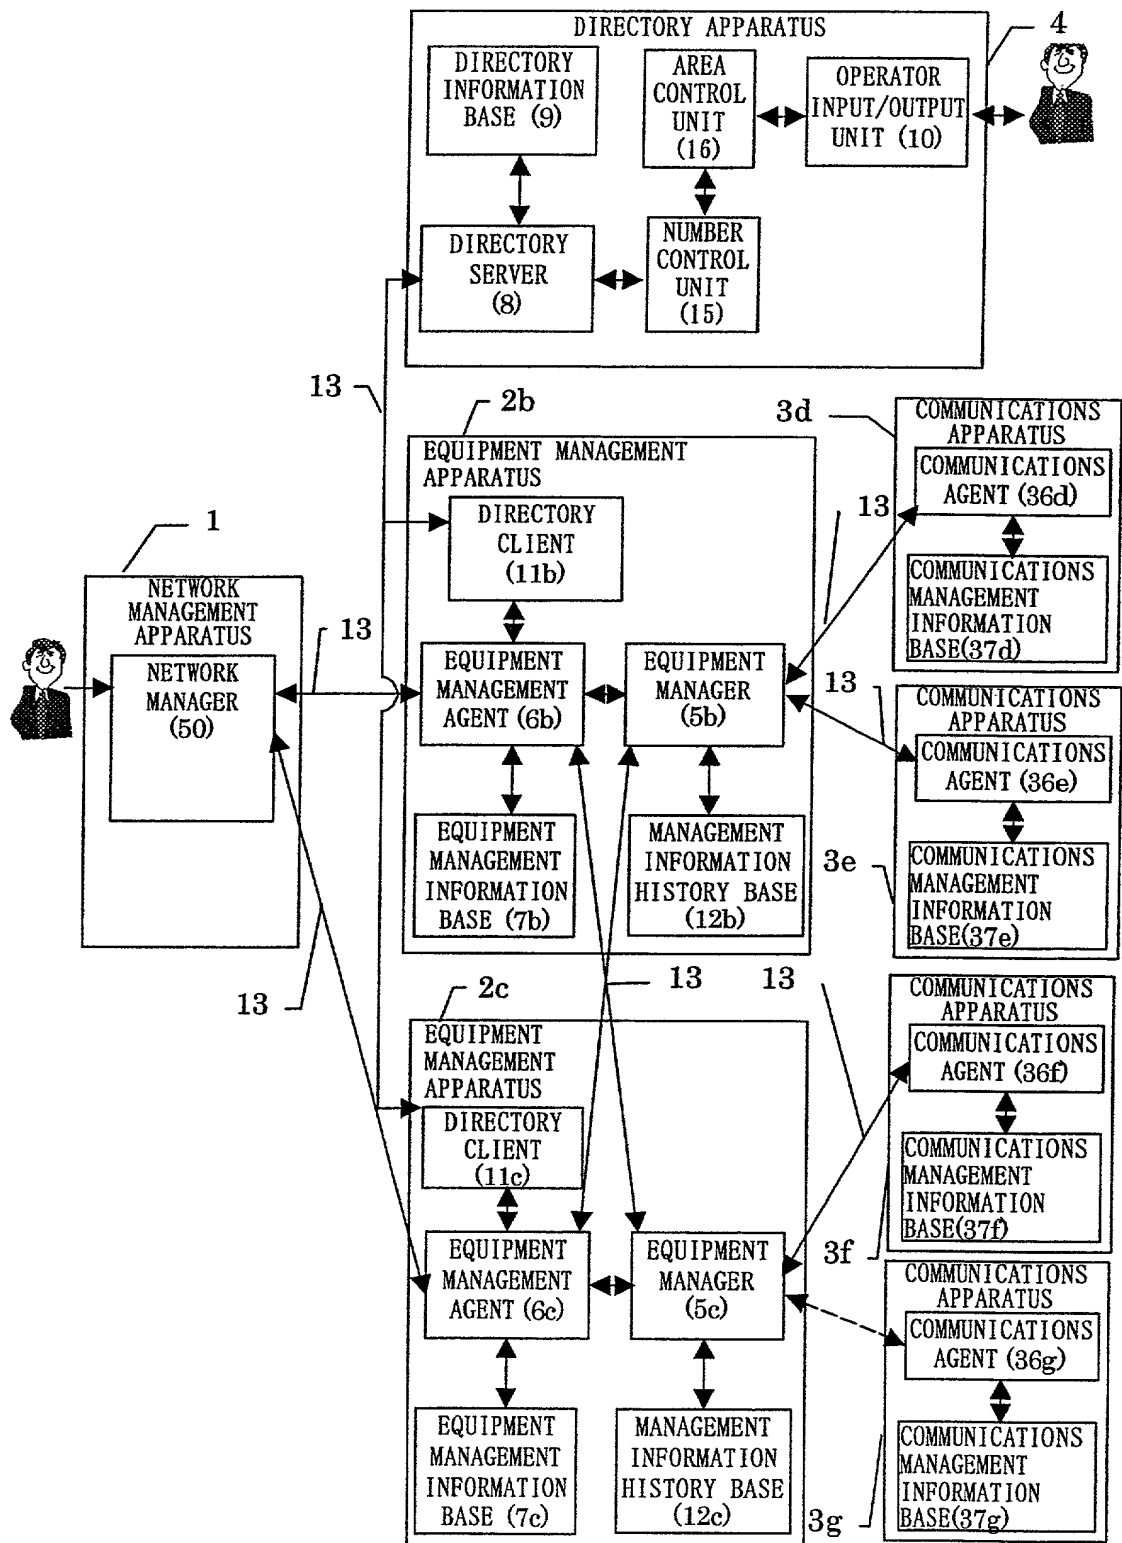 DIRECTORY APPARATUS
4
DIRECTORY
INFORMATION
BASE (9)
AREA
CONTROL
UNIT
(16)
OPERATOR
INPUT/OUTPUT
UNIT (10)
DIRECTORY
SERVER
(8)
NUMBER
CONTROL
UNIT
(15)
13
2b
EQUIPMENT MANAGEMENT
APPARATUS
DIRECTORY
CLIENT
(11b)
EQUIPMENT
MANAGEMENT
AGENT (6b)
EQUIPMENT
MANAGER
(5b)
EQUIPMENT
MANAGEMENT
INFORMATION
BASE (7b)
MANAGEMENT
INFORMATION
HISTORY BASE
(12b)
1
NETWORK
MANAGEMENT
APPARATUS
NETWORK
MANAGER
(50)
13
13
13
13
3d
COMMUNICATIONS
APPARATUS
COMMUNICATIONS
AGENT (36d)
COMMUNICATIONS
MANAGEMENT
INFORMATION
BASE(37d)
COMMUNICATIONS
APPARATUS
COMMUNICATIONS
AGENT (36e)
3e
COMMUNICATIONS
MANAGEMENT
INFORMATION
BASE(37e)
13
13
2c
EQUIPMENT
MANAGEMENT
APPARATUS
DIRECTORY
CLIENT
(11c)
EQUIPMENT
MANAGEMENT
AGENT (6c)
EQUIPMENT
MANAGER
(5c)
EQUIPMENT
MANAGEMENT
INFORMATION
BASE (7c)
MANAGEMENT
INFORMATION
HISTORY BASE
(12c)
COMMUNICATIONS
APPARATUS
COMMUNICATIONS
AGENT (36f)
COMMUNICATIONS
MANAGEMENT
INFORMATION
BASE(37f)
3f
COMMUNICATIONS
APPARATUS
COMMUNICATIONS
AGENT (36g)
COMMUNICATIONS
MANAGEMENT
INFORMATION
BASE(37g)
3g